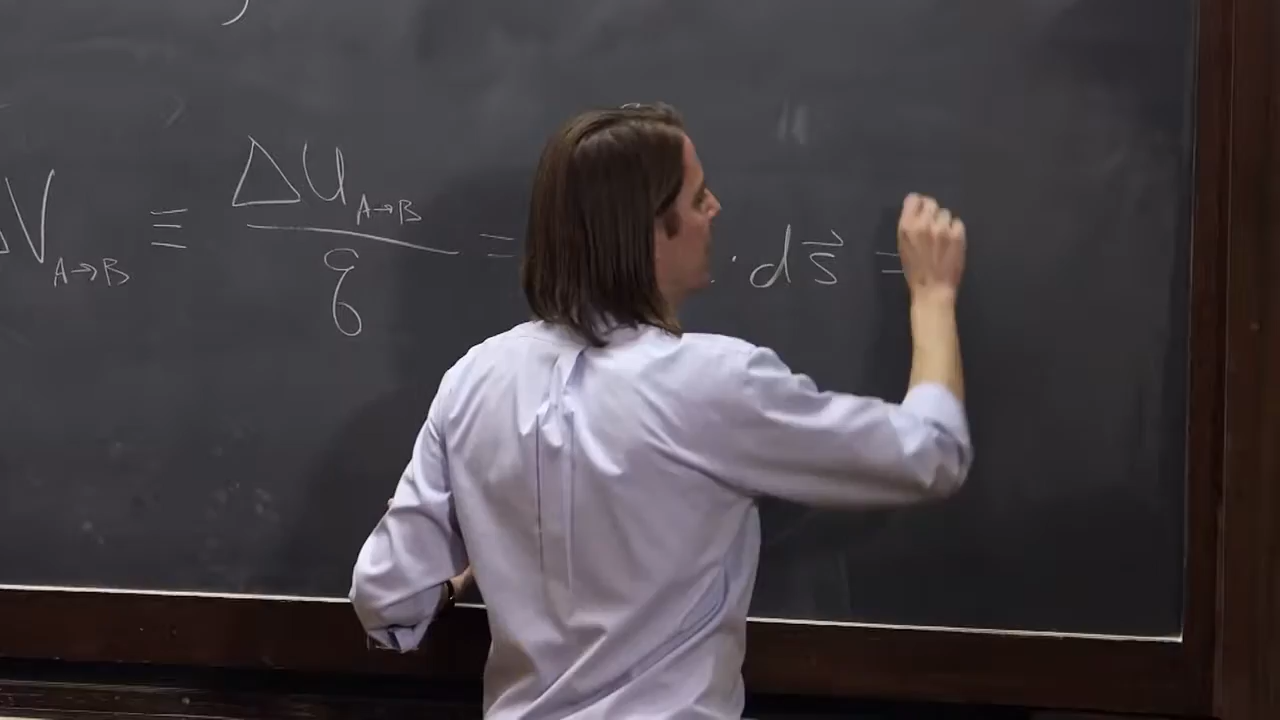 ΔV_{A→B} ≡ ΔU_{A→B} / q = · d\vec{s} =